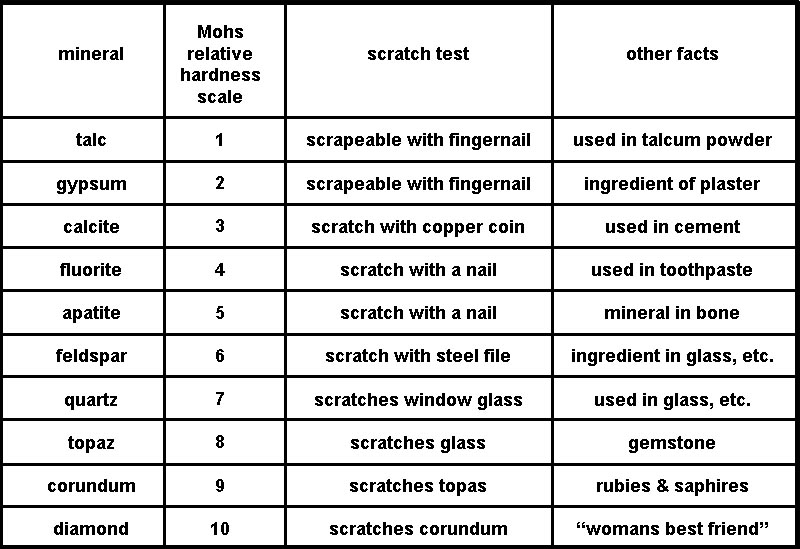 mineral Mohs relative hardness scale scratch test other facts
talc 1 scrapeable with fingernail used in talcum powder
gypsum 2 scrapeable with fingernail ingredient of plaster
calcite 3 scratch with copper coin used in cement
fluorite 4 scratch with a nail used in toothpaste
apatite 5 scratch with a nail mineral in bone
feldspar 6 scratch with steel file ingredient in glass, etc.
quartz 7 scratches window glass used in glass, etc.
topaz 8 scratches glass gemstone
corundum 9 scratches topas rubies & saphires
diamond 10 scratches corundum “womans best friend”